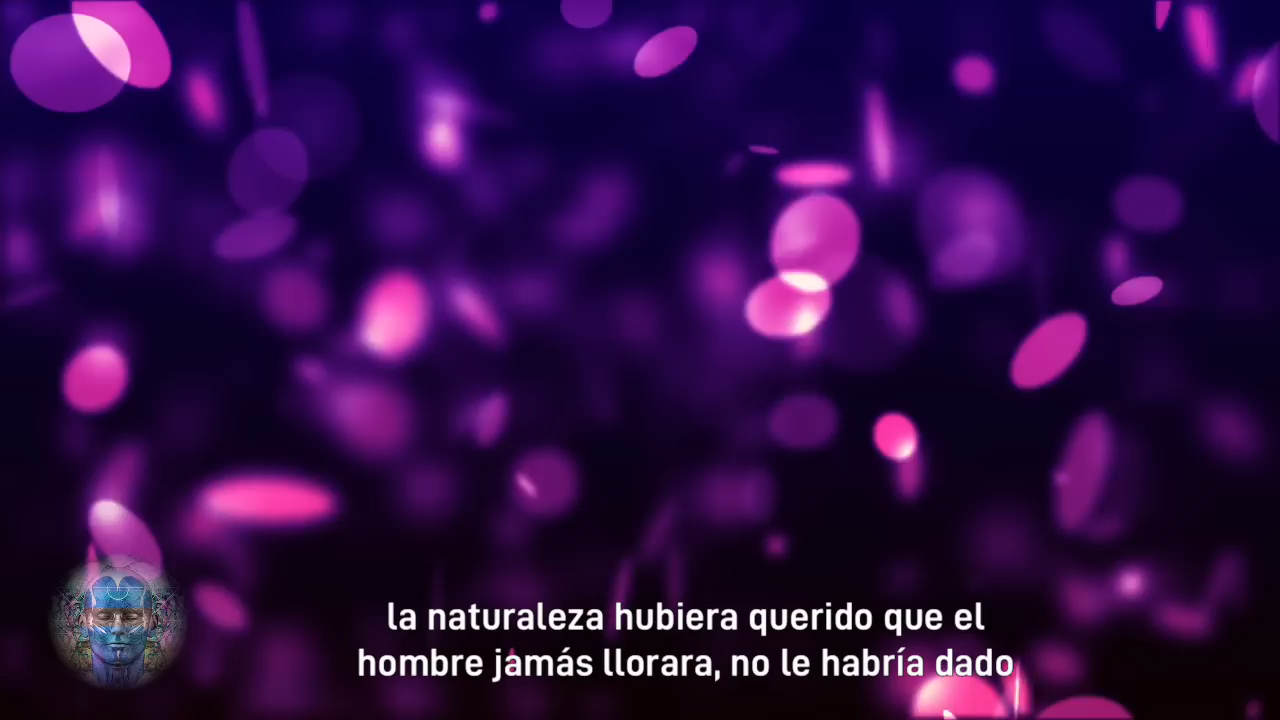 la naturaleza hubiera querido que el
hombre jamás llorara, no le habría dado